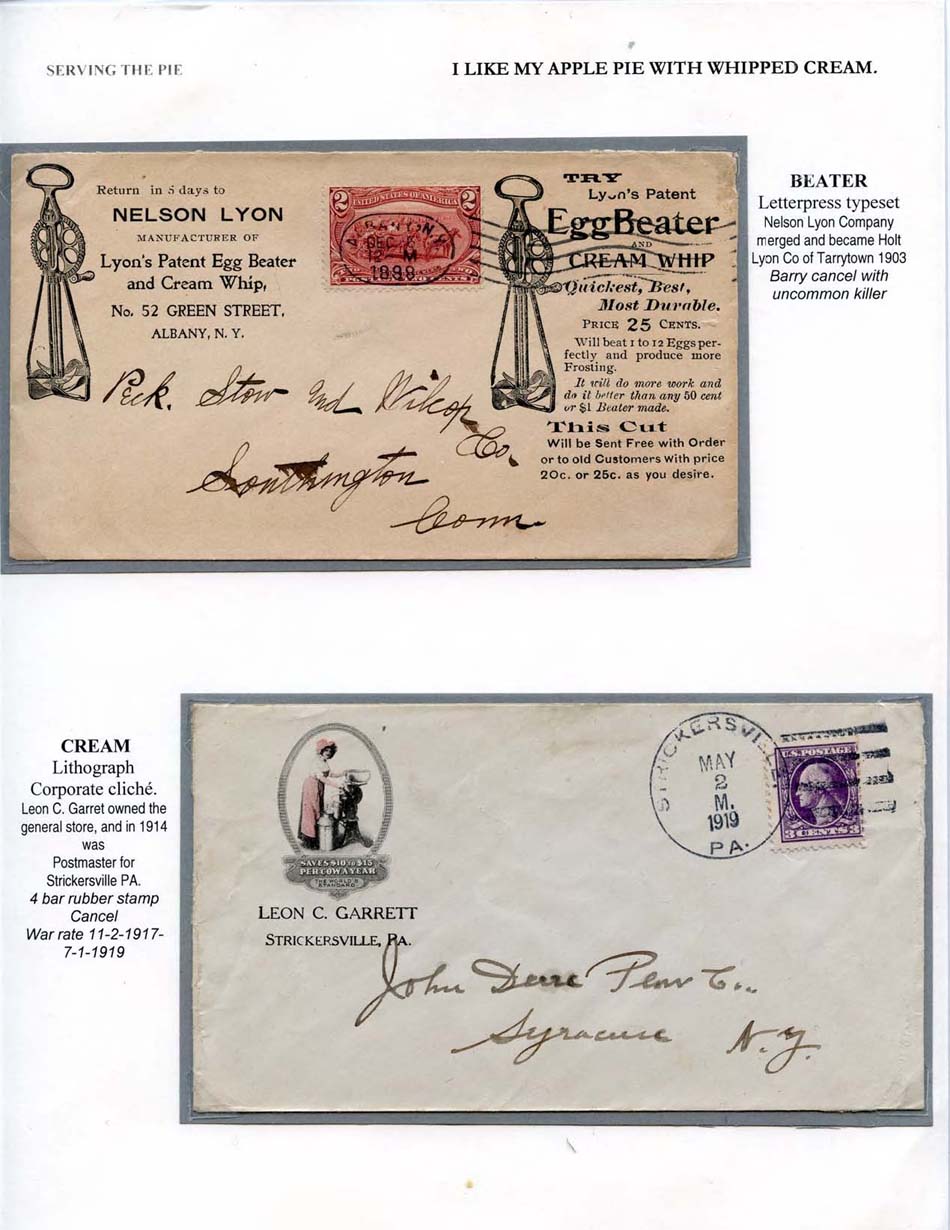 SERVING THE PIE
I LIKE MY APPLE PIE WITH WHIPPED CREAM.
Return in 5 days to
NELSON LYON
MANUFACTURER OF
Lyon's Patent Egg Beater
and Cream Whip,
No. 52 GREEN STREET,
ALBANY, N. Y.
2 2
UNITED STATES OF AMERICA
ALBANY, N.Y.
DEC
12- M
1898
TRY
Lyon's Patent
Egg Beater
AND
CREAM WHIP
Quickest, Best,
Most Durable.
PRICE 25 CENTS.
Will beat 1 to 12 Eggs per-
fectly and produce more
Frosting.
It will do more work and
do it better than any 50 cent
or $1 Beater made.
This Cut
Will be Sent Free with Order
or to old Customers with price
20c. or 25c. as you desire.
Peck. Stow and Wilcox
Co.
Southington
Conn.
BEATER
Letterpress typeset
Nelson Lyon Company
merged and became Holt
Lyon Co of Tarrytown 1903
Barry cancel with
uncommon killer
CREAM
Lithograph
Corporate cliché.
Leon C. Garret owned the
general store, and in 1914
was
Postmaster for
Strickersville PA.
4 bar rubber stamp
Cancel
War rate 11-2-1917-
7-1-1919
SAVES $10 TO $15
PER COW A YEAR
THE WORLD'S
STANDARD
LEON C. GARRETT
STRICKERSVILLE, PA.
STRICKERSVILLE
MAY
2
M.
1919
PA.
U.S. POSTAGE
3 CENTS 3
John Deere Plow Co.
Syracuse N.Y.